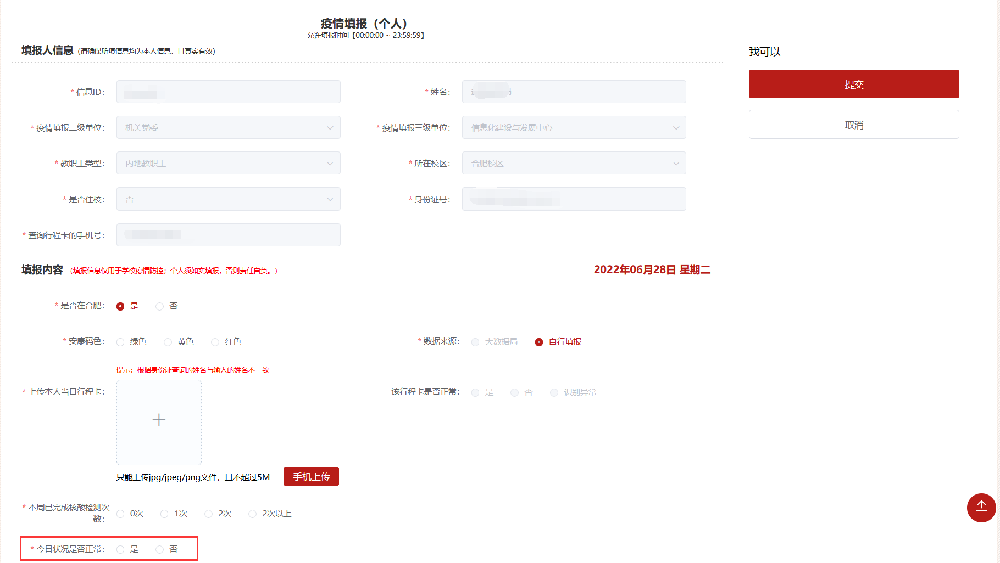 疫情填报（个人）
允许填报时间【00:00:00 ~ 23:59:59】
填报人信息 (请确保所填信息均为本人信息，且真实有效)
我可以
提交
取消
* 信息ID：
* 姓名：
* 疫情填报二级单位： 机关党委
* 疫情填报三级单位： 信息化建设与发展中心
* 教职工类型： 内地教职工
* 所在校区： 合肥校区
* 是否住校： 否
* 身份证号：
* 查询行程卡的手机号：
填报内容 （填报信息仅用于学校疫情防控；个人须如实填报，否则责任自负。）
2022年06月28日 星期二
* 是否在合肥： 是 否
* 安康码色： 绿色 黄色 红色
* 数据来源： 大数据局 自行填报
提示：根据身份证查询的姓名与输入的姓名不一致
* 上传本人当日行程卡：
该行程卡是否正常： 是 否 识别异常
只能上传jpg/jpeg/png文件，且不超过5M 手机上传
* 本周已完成核酸检测次
数： 0次 1次 2次 2次以上
* 今日状况是否正常： 是 否